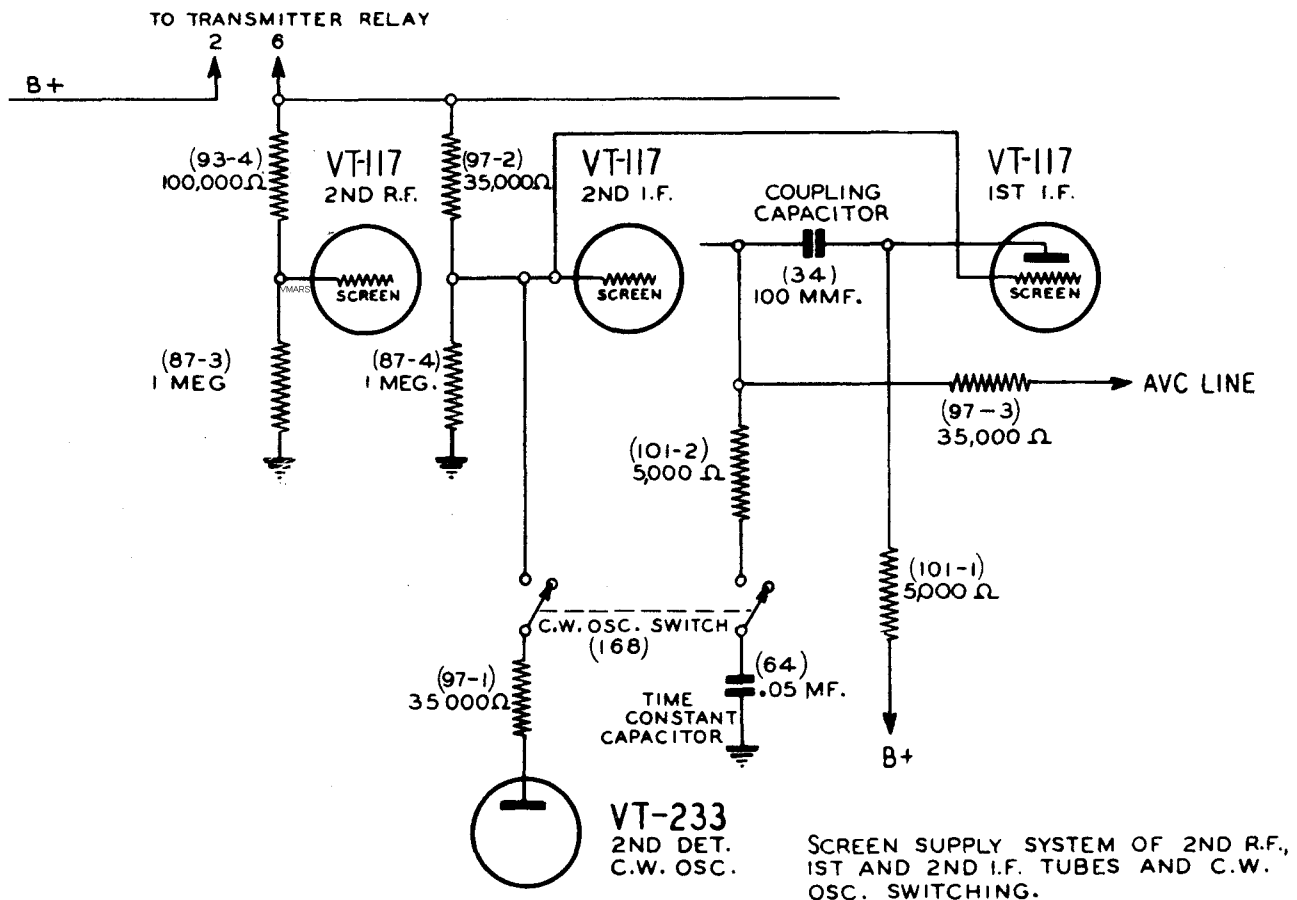 TO TRANSMITTER RELAY
2 6
B+
(93-4)
100,000Ω
VT-117
2ND R.F.
(97-2)
35,000Ω
VT-117
2ND I.F.
COUPLING
CAPACITOR
VT-117
1ST I.F.
VMARS
SCREEN
SCREEN
(34)
100 MMF.
SCREEN
(87-3)
1 MEG
(87-4)
1 MEG.
AVC LINE
(97-3)
35,000 Ω
(101-2)
5,000 Ω
(101-1)
5,000 Ω
C.W. OSC. SWITCH
(168)
(97-1)
35000Ω
(64)
.05 MF.
TIME
CONSTANT
CAPACITOR
B+
VT-233
2ND DET.
C.W. OSC.
SCREEN SUPPLY SYSTEM OF 2ND R.F.,
1ST AND 2ND I.F. TUBES AND C.W.
OSC. SWITCHING.